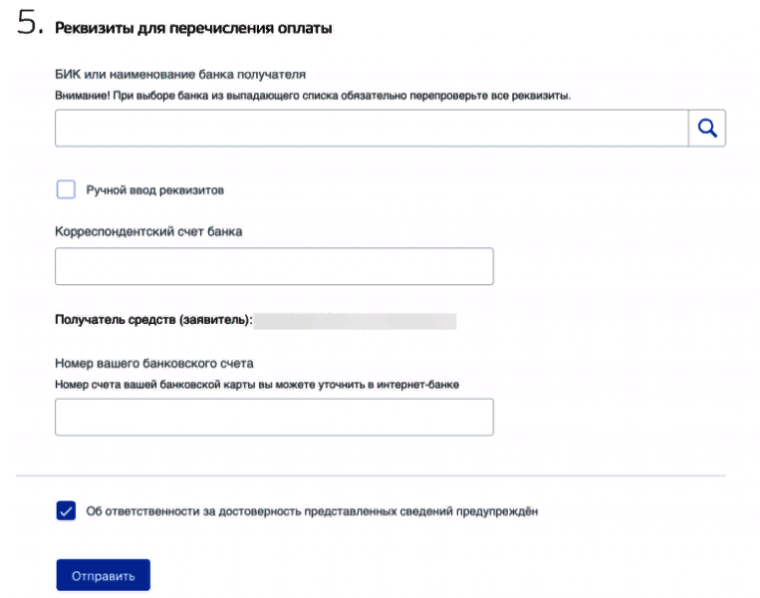 5. Реквизиты для перечисления оплаты
БИК или наименование банка получателя
Внимание! При выборе банка из выпадающего списка обязательно перепроверьте все реквизиты.
Ручной ввод реквизитов
Корреспондентский счет банка
Получатель средств (заявитель):
Номер вашего банковского счета
Номер счета вашей банковской карты вы можете уточнить в интернет-банке
Об ответственности за достоверность представленных сведений предупреждён
Отправить